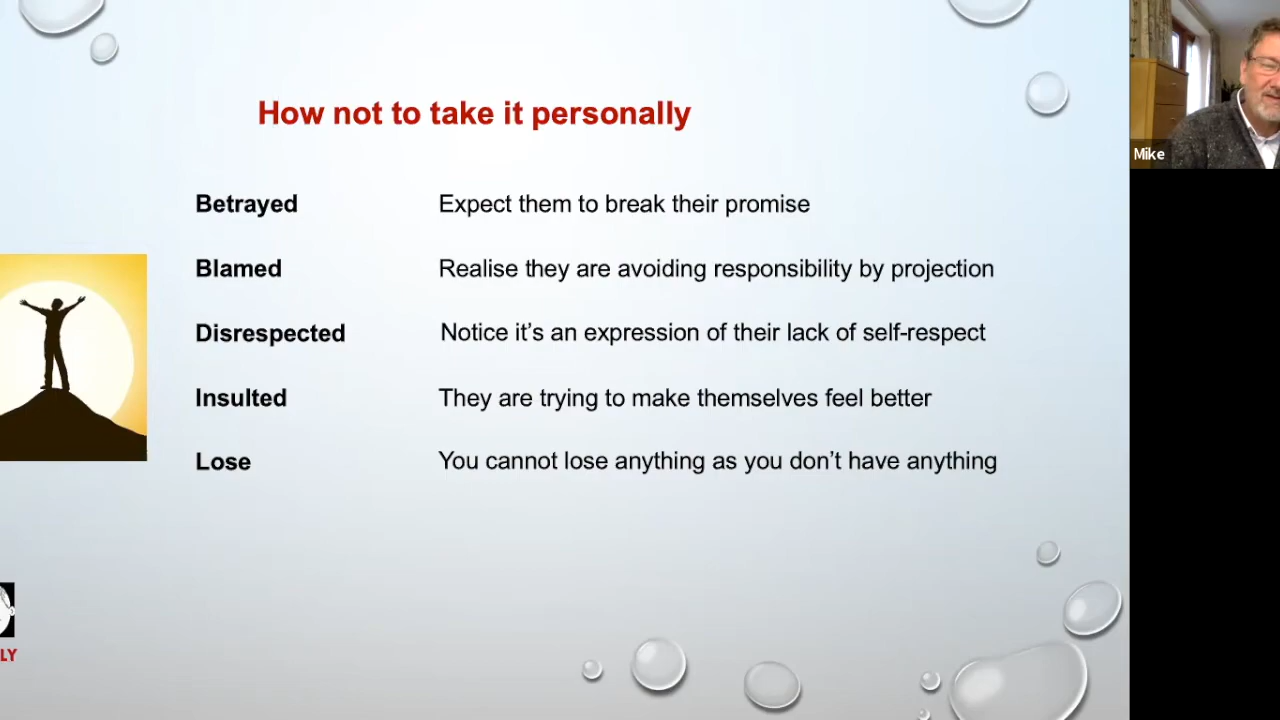 How not to take it personally
Betrayed Expect them to break their promise
Blamed Realise they are avoiding responsibility by projection
Disrespected Notice it’s an expression of their lack of self-respect
Insulted They are trying to make themselves feel better
Lose You cannot lose anything as you don’t have anything
Mike
LY